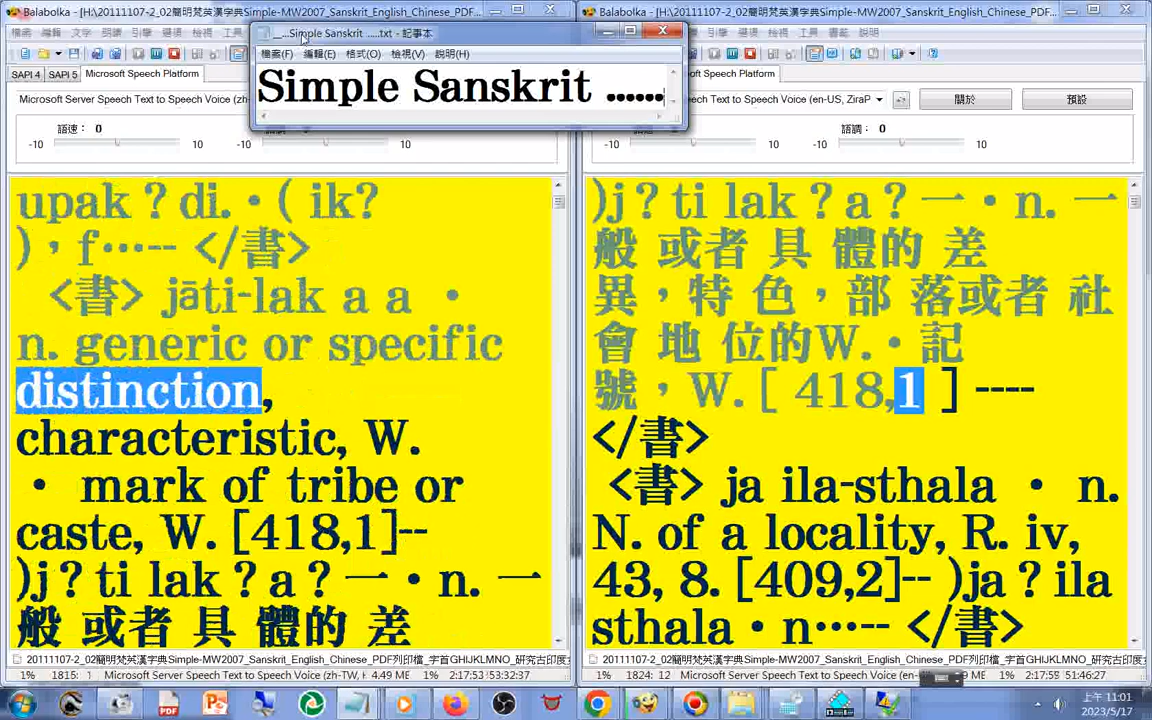 Balabolka - [H:\20111107-2_02簡明梵英漢字典Simple-MW2007_Sanskrit_English_Chinese_PDF...
Balabolka - [H:\20111107-2_02簡明梵英漢字典Simple-MW2007_Sanskrit_English_Chinese_PDF...
__...Simple Sanskrit .....txt - 記事本
檔案(F) 編輯(E) 格式(O) 檢視(V) 說明(H)
Simple Sanskrit ......
SAPI 4 SAPI 5 Microsoft Speech Platform
Microsoft Server Speech Text to Speech Voice (zh-
語速： 0
-10 10 -10 10
upak ? di.・( ik?
)，f…-- </書>
<書> jāti-lak a a ・
n. generic or specific
distinction,
characteristic, W.
・ mark of tribe or
caste, W. [418,1]--
)j？ti lak？a？一・n. 一
般 或者 具 體的 差
20111107-2_02簡明梵英漢字典Simple-MW2007_Sanskrit_English_Chinese_PDF列印檔_字首GHIJKLMNO_研究古印度
1% 1815: 1 Microsoft Server Speech Text to Speech Voice (zh-TW, 4.49 ME 1% 2:17:53 53:32:37
Speech Platform
Speech Text to Speech Voice (en-US, ZiraP
關於 預設
語調： 0
-10 10
)j？ti lak？a？一・n. 一
般 或者 具 體的 差
異，特 色，部 落或者 社
會 地 位的W.・記
號，W. [ 418,1 ] ----
</書>
<書> ja ila-sthala ・ n.
N. of a locality, R. iv,
43, 8. [409,2]-- )ja？ila
sthala・n…-- </書>
20111107-2_02簡明梵英漢字典Simple-MW2007_Sanskrit_English_Chinese_PDF列印檔_字首GHIJKLMNO_研究古印度
1% 1824: 12 Microsoft Server Speech Text to Speech Voice 1% 2:17:59 51:46:27
上午 11:01
2023/5/17